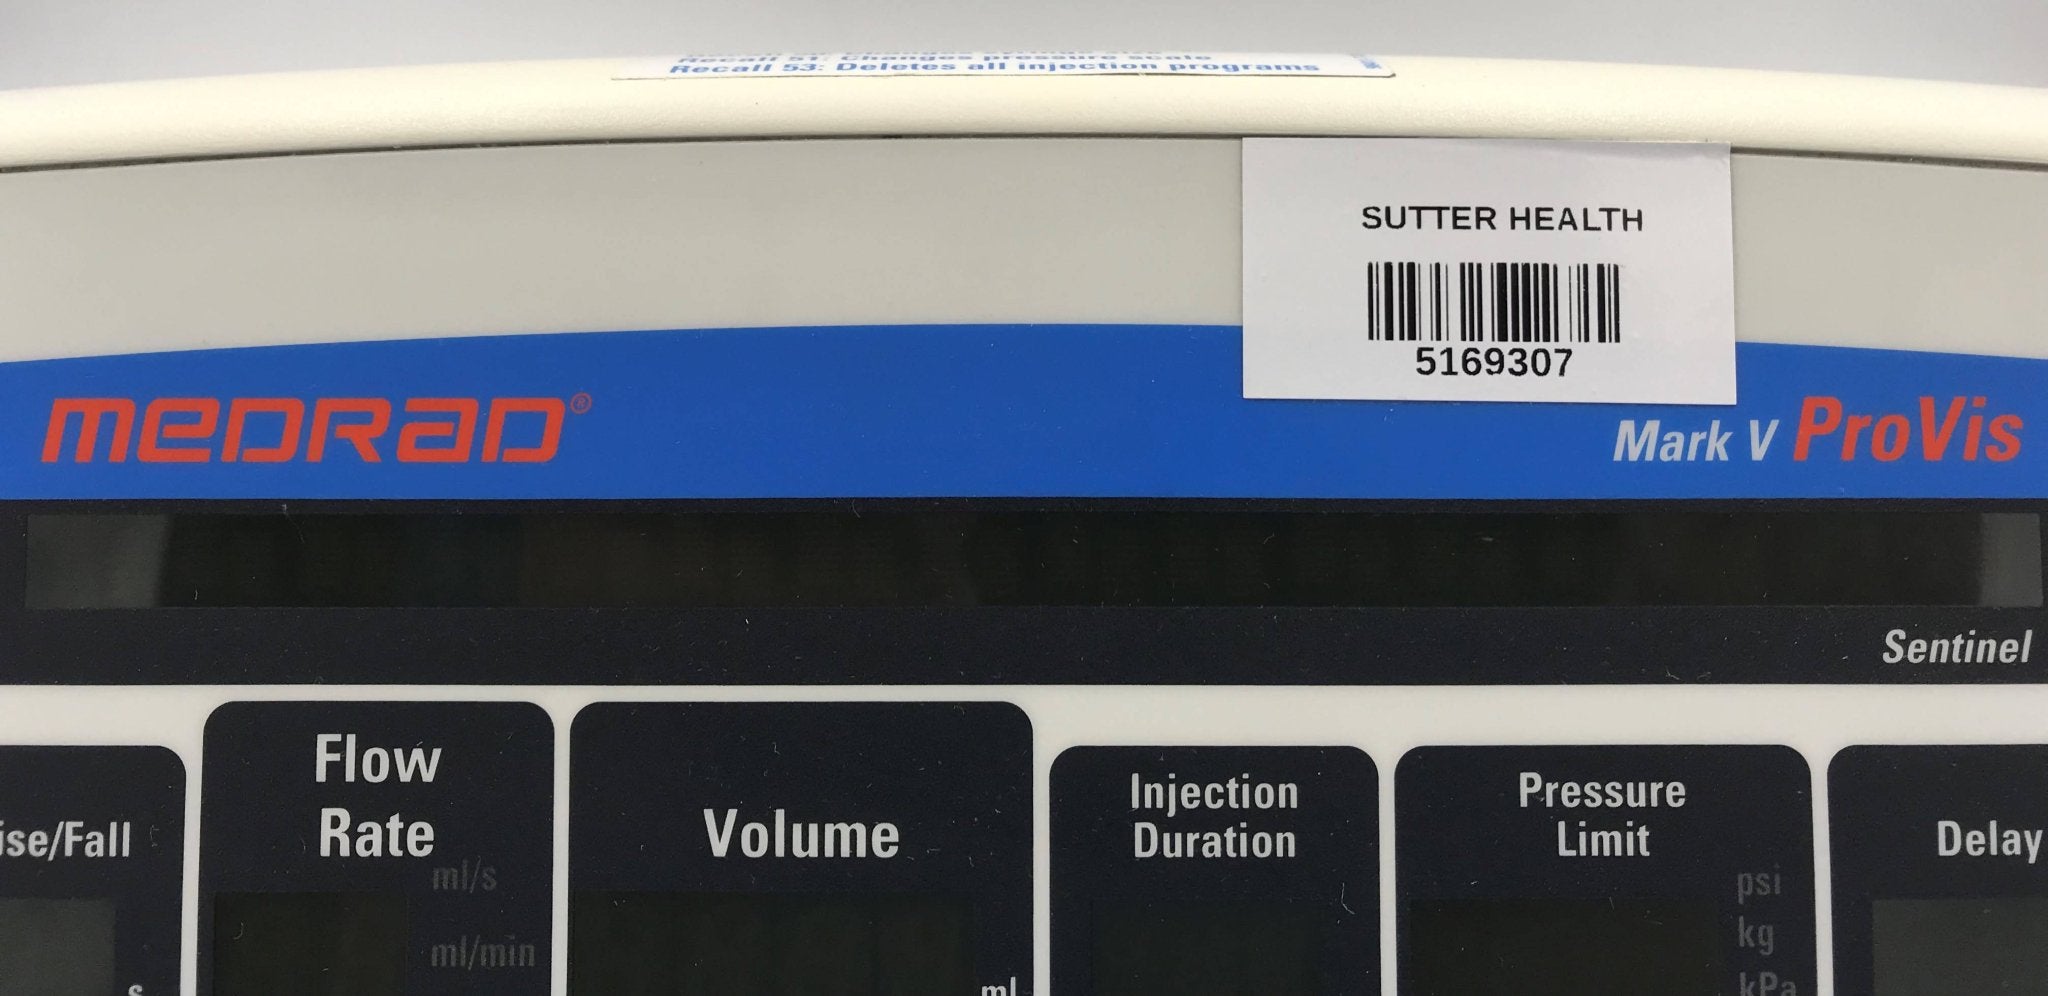 Recall 51: Changes pressure scale
Recall 53: Deletes all injection programs
SUTTER HEALTH
5169307
MEDRAD®
Mark V ProVis
Sentinel
ise/Fall
Flow
Rate
ml/s
ml/min
Volume
ml
Injection
Duration
Pressure
Limit
psi
kg
kPa
Delay
s